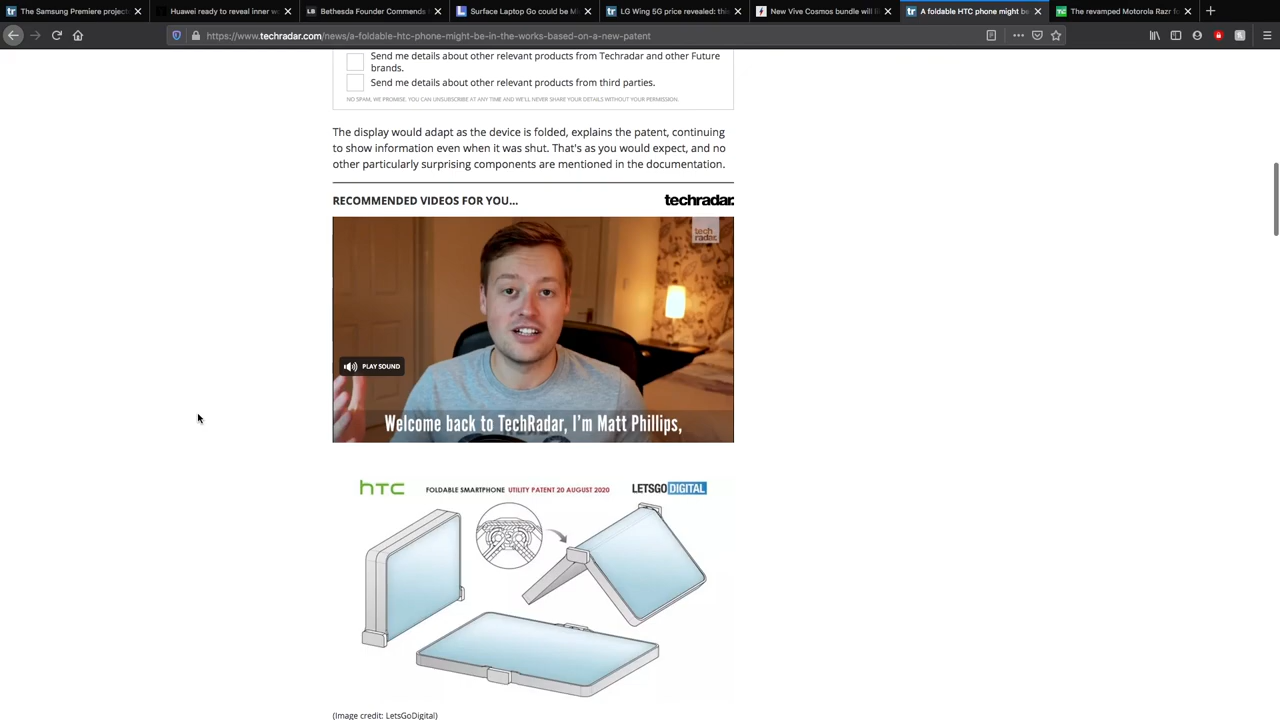 The Samsung Premiere project
Huawei ready to reveal inner w
Bethesda Founder Commends
Surface Laptop Go could be Mi
LG Wing 5G price revealed: this
New Vive Cosmos bundle will
A foldable HTC phone might be
The revamped Motorola Razr fo
https://www.techradar.com/news/a-foldable-htc-phone-might-be-in-the-works-based-on-a-new-patent
Send me details about other relevant products from Techradar and other Future
brands.
Send me details about other relevant products from third parties.
NO SPAM, WE PROMISE. YOU CAN UNSUBSCRIBE AT ANY TIME AND WE'LL NEVER SHARE YOUR DETAILS WITHOUT YOUR PERMISSION.
The display would adapt as the device is folded, explains the patent, continuing
to show information even when it was shut. That's as you would expect, and no
other particularly surprising components are mentioned in the documentation.
RECOMMENDED VIDEOS FOR YOU... techradar.
tech
radar.
PLAY SOUND
Welcome back to TechRadar, I'm Matt Phillips,
hTC FOLDABLE SMARTPHONE UTILITY PATENT 20 AUGUST 2020 LETSGODIGITAL
(Image credit: LetsGoDigital)